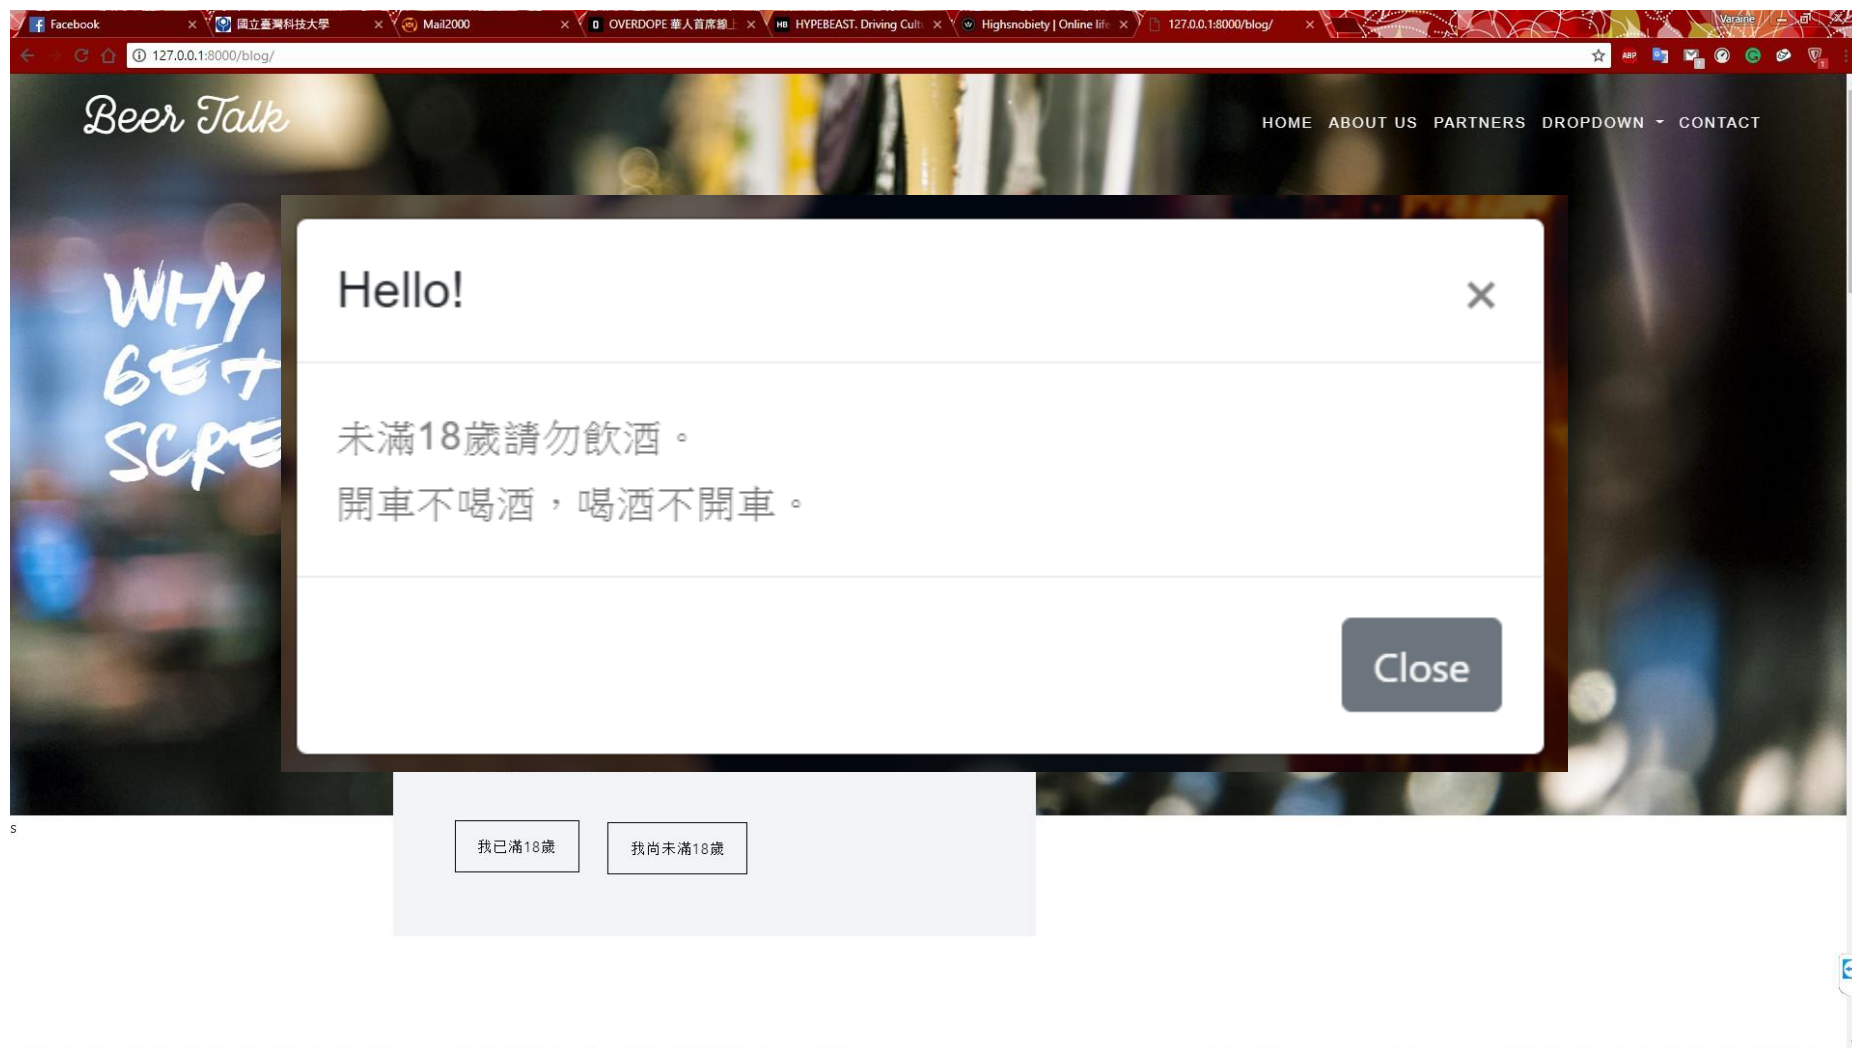 Facebook
國立臺灣科技大學
Mail2000
OVERDOPE 華人首席線上
HYPEBEAST. Driving Cult
Highsnobiety | Online life
127.0.0.1:8000/blog/
Varaine
127.0.0.1:8000/blog/
ABP
Beer Talk
HOME ABOUT US PARTNERS DROPDOWN CONTACT
WHY
GET
SCRE
Hello!
×
未滿18歲請勿飲酒。
開車不喝酒，喝酒不開車。
Close
s
我已滿18歲
我尚未滿18歲